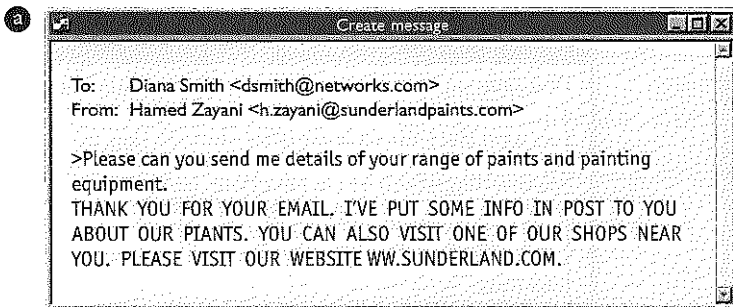 a
Create message
To: Diana Smith <dsmith@networks.com>
From: Hamed Zayani <h.zayani@sunderlandpaints.com>
>Please can you send me details of your range of paints and painting
equipment.
THANK YOU FOR YOUR EMAIL. I'VE PUT SOME INFO IN POST TO YOU
ABOUT OUR PIANTS. YOU CAN ALSO VISIT ONE OF OUR SHOPS NEAR
YOU. PLEASE VISIT OUR WEBSITE WW.SUNDERLAND.COM.